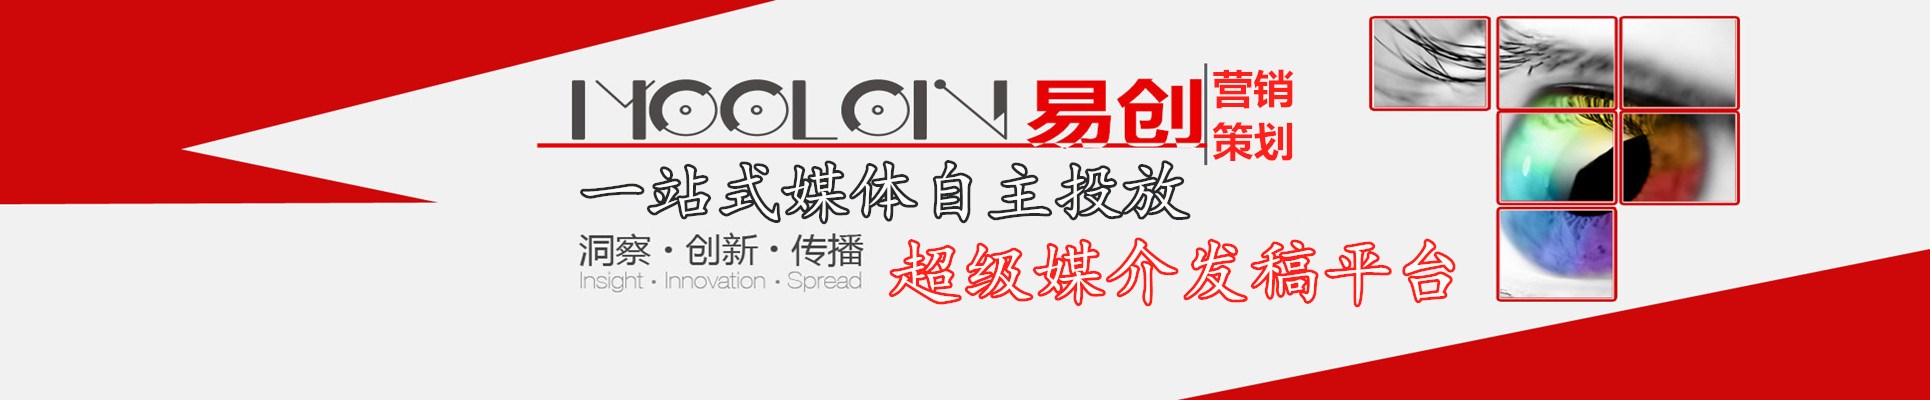 MOOLON 易创 营销
策划
一站式媒体自主投放
洞察·创新·传播
Insight · Innovation · Spread
超级媒介发稿平台